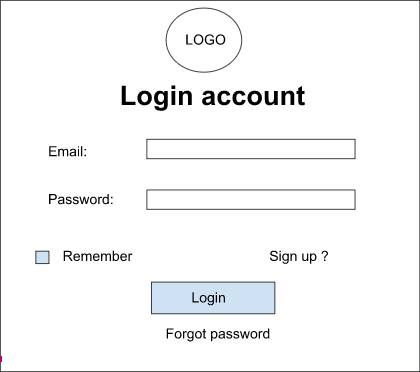 LOGO
Login account
Email:
Password:
Remember
Sign up ?
Login
Forgot password